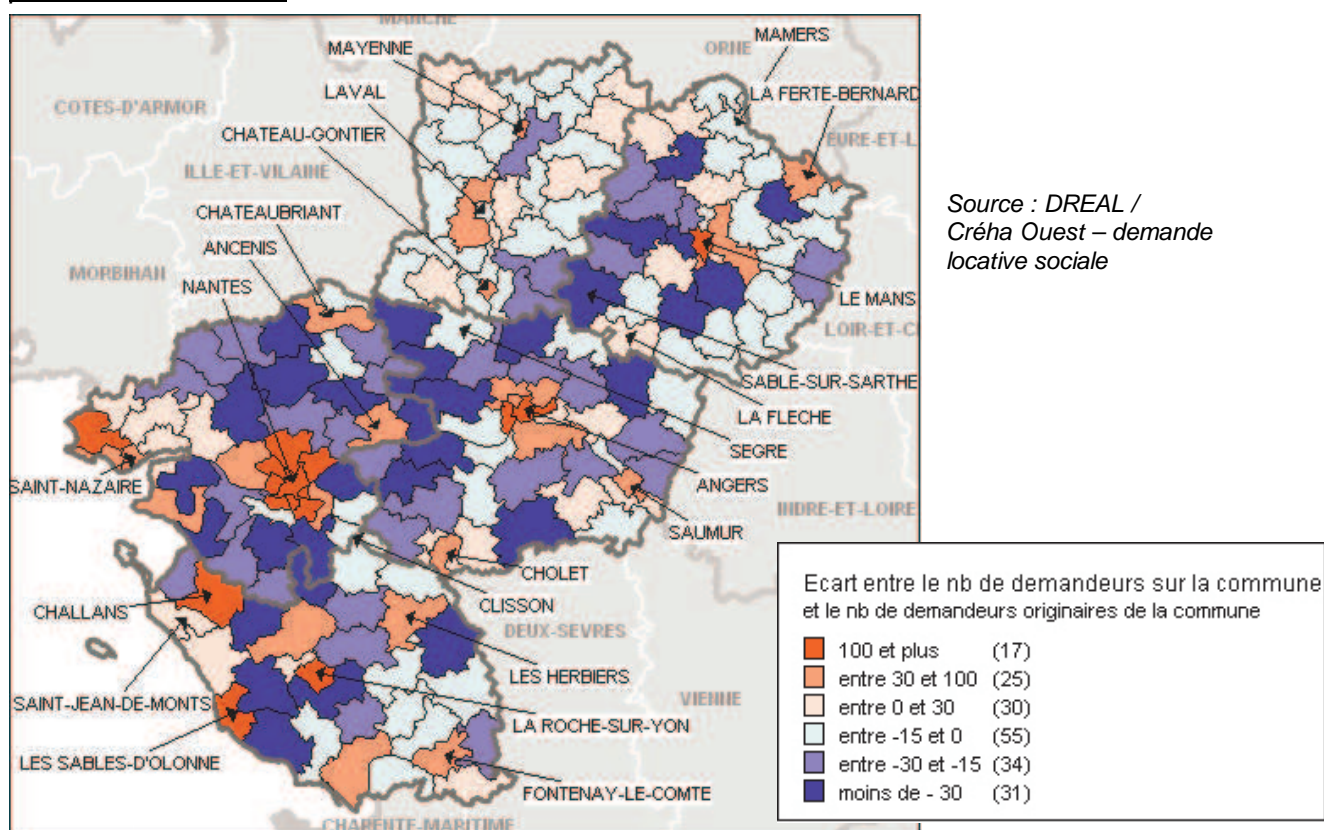 MANCHE
MAYENNE
ORNE
MAMERS
LAVAL
LA FERTE-BERNARD
COTES-D'ARMOR
CHATEAU-GONTIER
EURE-ET-L
ILLE-ET-VILAINE
CHATEAUBRIANT
ANCENIS
MORBIHAN
NANTES
LE MANS
LOIR-ET-C
SABLE-SUR-SARTHE
LA FLECHE
SEGRE
SAINT-NAZAIRE
ANGERS
INDRE-ET-LOIRE
SAUMUR
CHOLET
CHALLANS
CLISSON
DEUX-SEVRES
LES HERBIERS
SAINT-JEAN-DE-MONTS
VIENNE
LA ROCHE-SUR-YON
LES SABLES-D'OLONNE
FONTENAY-LE-COMTE
CHARENTE-MARITIME
Source : DREAL /
Créha Ouest – demande
locative sociale
Ecart entre le nb de demandeurs sur la commune
et le nb de demandeurs originaires de la commune
100 et plus (17)
entre 30 et 100 (25)
entre 0 et 30 (30)
entre -15 et 0 (55)
entre -30 et -15 (34)
moins de - 30 (31)